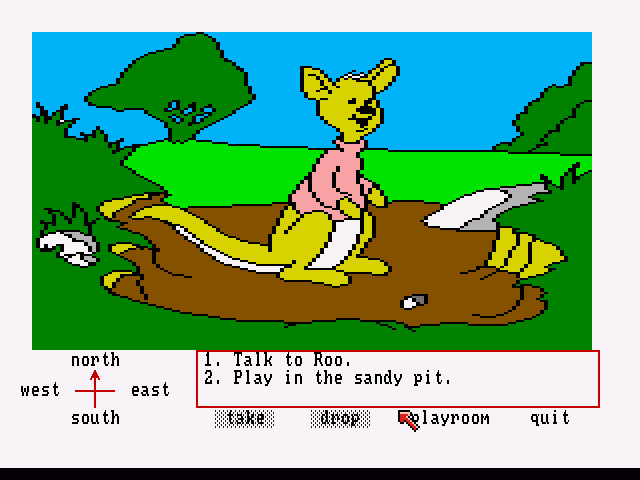 north
1. Talk to Roo.
2. Play in the sandy pit.
west east
south
take drop playroom quit